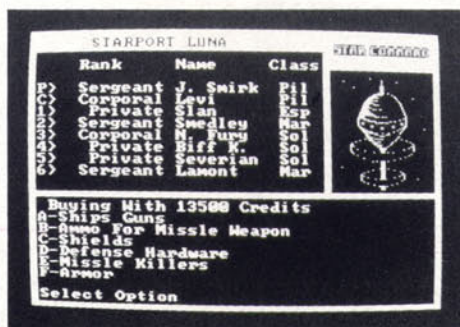 STARPORT LUNA
STAR COMMAND
Rank Name Class
P> Sergeant J. Smirk Pil
C> Corporal Levi Pil
1> Private Slan Esp
2> Sergeant Smedley Mar
3> Corporal N. Fury Sol
4> Private Biff K. Sol
5> Private Severian Sol
6> Sergeant Lamont Mar
Buying With 13500 Credits
A-Ships Guns
B-Ammo For Missle Weapon
C-Shields
D-Defense Hardware
E-Missle Killers
F-Armor
Select Option